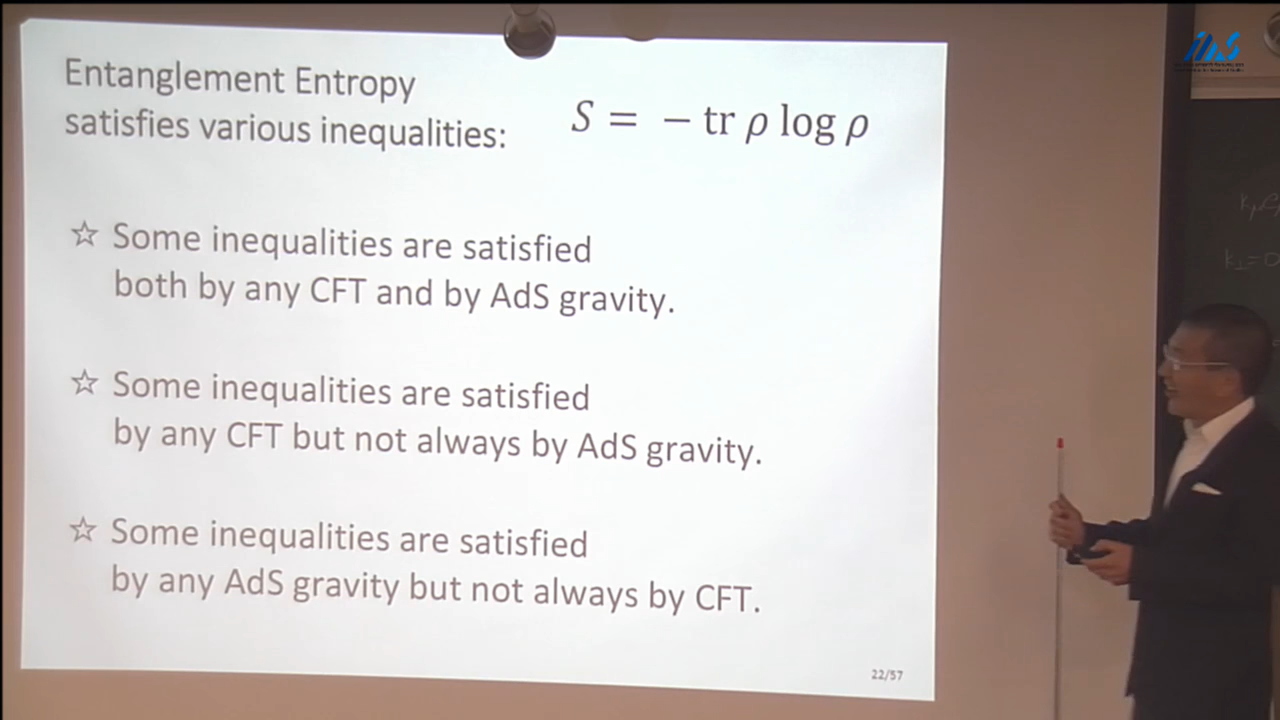 Entanglement Entropy
satisfies various inequalities:
S = − tr ρ log ρ
☆ Some inequalities are satisfied
both by any CFT and by AdS gravity.
☆ Some inequalities are satisfied
by any CFT but not always by AdS gravity.
☆ Some inequalities are satisfied
by any AdS gravity but not always by CFT.
22/57